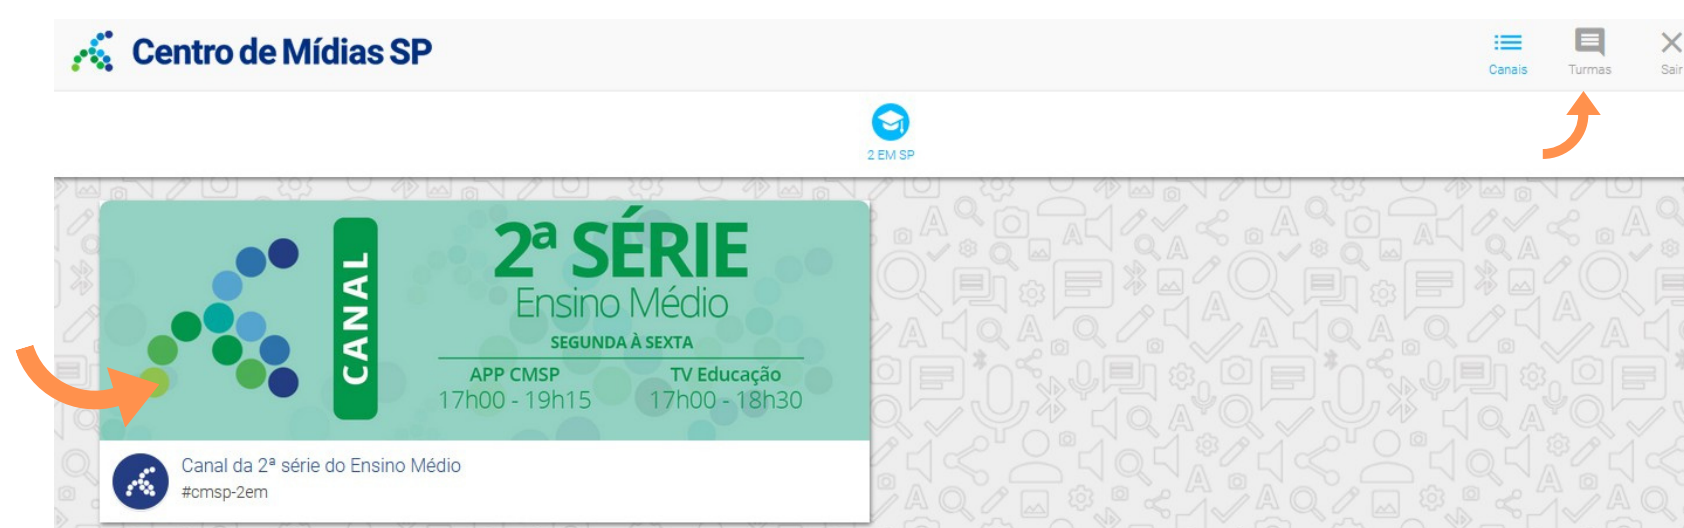 Centro de Mídias SP
Canais
Turmas
Sair
2 EM SP
CANAL
2ª SÉRIE
Ensino Médio
SEGUNDA À SEXTA
APP CMSP
17h00 - 19h15
TV Educação
17h00 - 18h30
Canal da 2ª série do Ensino Médio
#cmsp-2em